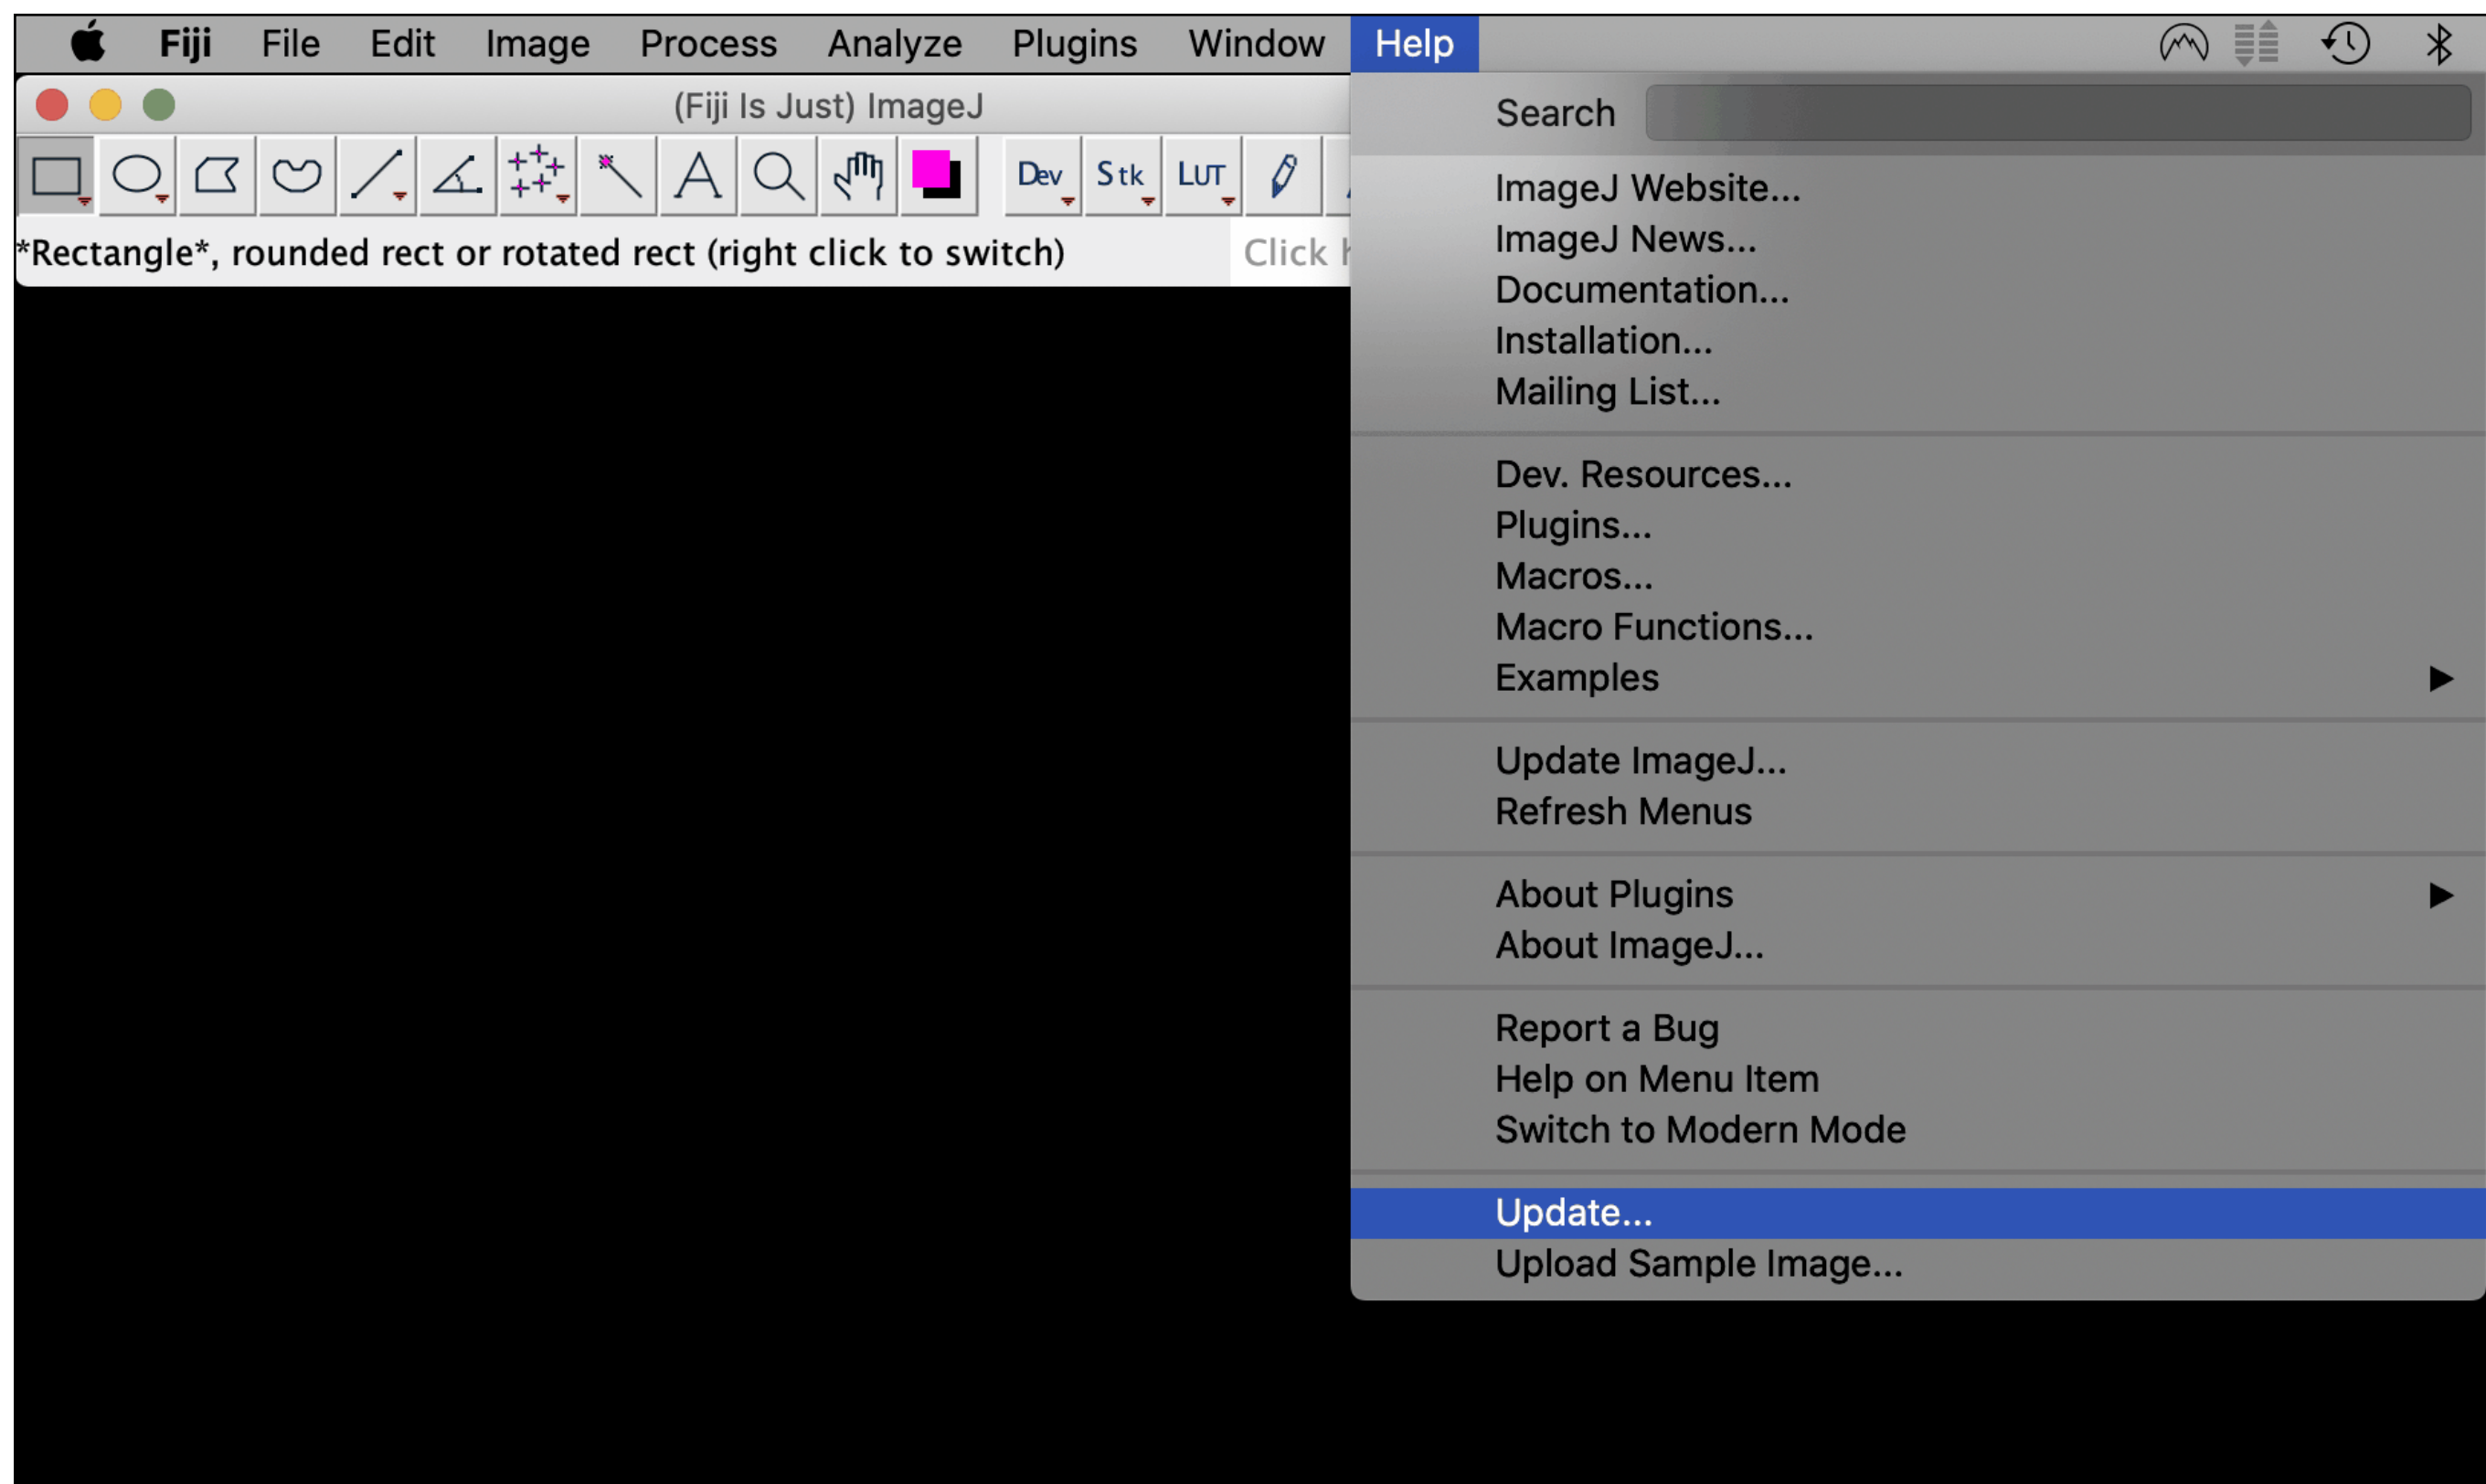 Fiji File Edit Image Process Analyze Plugins Window Help
(Fiji Is Just) ImageJ
Dev Stk LUT
*Rectangle*, rounded rect or rotated rect (right click to switch)
Click
Search
ImageJ Website...
ImageJ News...
Documentation...
Installation...
Mailing List...
Dev. Resources...
Plugins...
Macros...
Macro Functions...
Examples
Update ImageJ...
Refresh Menus
About Plugins
About ImageJ...
Report a Bug
Help on Menu Item
Switch to Modern Mode
Update...
Upload Sample Image...